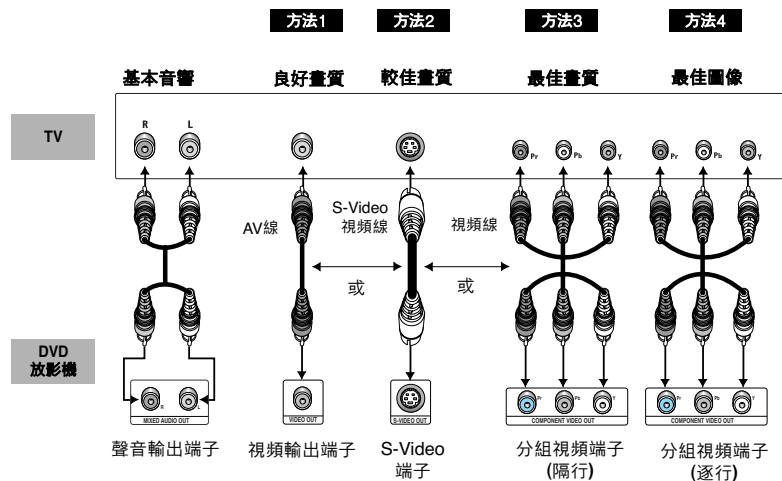 方法1
方法2
方法3
方法4
基本音響
良好畫質
較佳畫質
最佳畫質
最佳圖像
TV
R
L
Pr
Pb
Y
Pr
Pb
Y
AV線
S-Video
視頻線
視頻線
或
或
DVD
放影機
R
L
MIXED AUDIO OUT
VIDEO OUT
S-VIDEO OUT
Pr
Pb
Y
COMPONENT VIDEO OUT
Pr
Pb
Y
COMPONENT VIDEO OUT
聲音輸出端子
視頻輸出端子
S-Video
端子
分組視頻端子
(隔行)
分組視頻端子
(逐行)